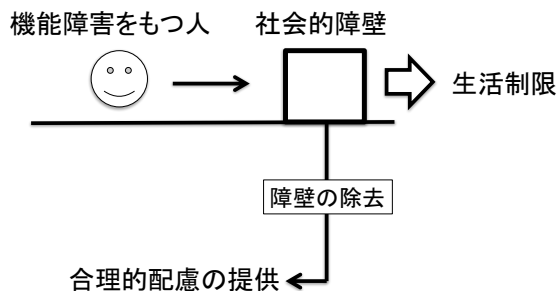 機能障害をもつ人
社会的障壁
生活制限
障壁の除去
合理的配慮の提供